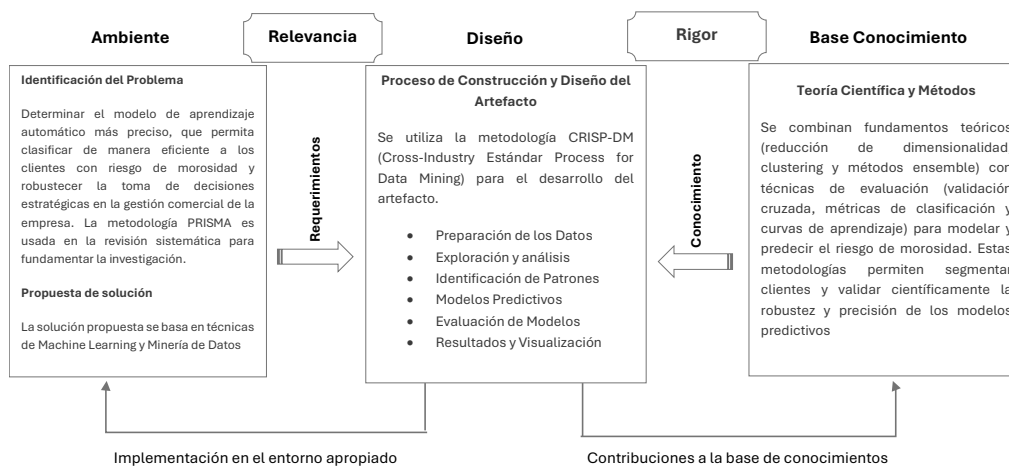 Ambiente
Relevancia
Diseño
Rigor
Base Conocimiento
Identificación del Problema
Determinar el modelo de aprendizaje
automático más preciso, que permita
clasificar de manera eficiente a los
clientes con riesgo de morosidad y
robustecer la toma de decisiones
estratégicas en la gestión comercial de la
empresa. La metodología PRISMA es
usada en la revisión sistemática para
fundamentar la investigación.
Propuesta de solución
La solución propuesta se basa en técnicas
de Machine Learning y Minería de Datos
Requerimientos
Proceso de Construcción y Diseño del
Artefacto
Se utiliza la metodología CRISP-DM
(Cross-Industry Estándar Process for
Data Mining) para el desarrollo del
artefacto.
• Preparación de los Datos
• Exploración y análisis
• Identificación de Patrones
• Modelos Predictivos
• Evaluación de Modelos
• Resultados y Visualización
Conocimiento
Teoría Científica y Métodos
Se combinan fundamentos teóricos
(reducción de dimensionalidad,
clustering y métodos ensemble) con
técnicas de evaluación (validación
cruzada, métricas de clasificación y
curvas de aprendizaje) para modelar y
predecir el riesgo de morosidad. Estas
metodologías permiten segmentar
clientes y validar científicamente la
robustez y precisión de los modelos
predictivos
Implementación en el entorno apropiado
Contribuciones a la base de conocimientos